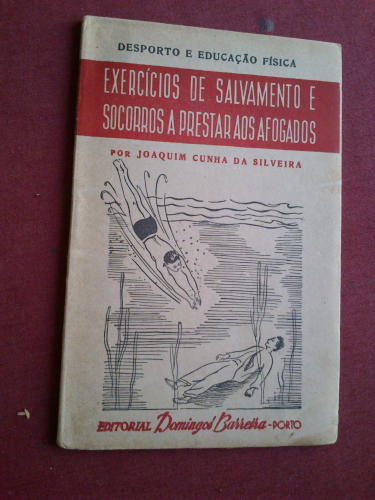 DESPORTO E EDUCAÇÃO FÍSICA
EXERCÍCIOS DE SALVAMENTO E
SOCORROS A PRESTAR AOS AFOGADOS
POR JOAQUIM CUNHA DA SILVEIRA
EDITORIAL Domingos Barreira - PORTO